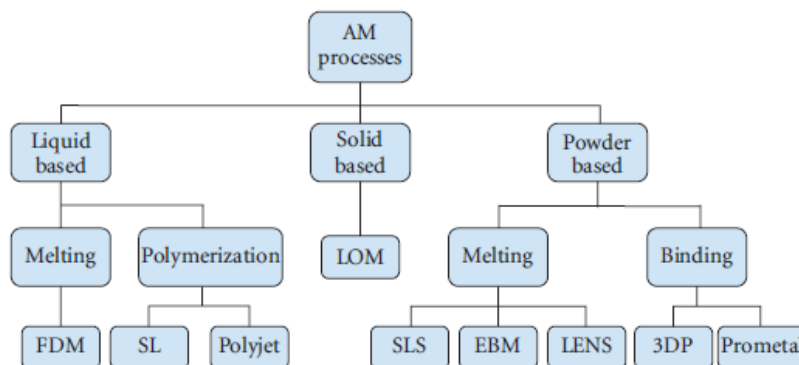 AM
processes
Liquid
based
Solid
based
Powder
based
Melting
Polymerization
LOM
Melting
Binding
FDM
SL
Polyjet
SLS
EBM
LENS
3DP
Prometal